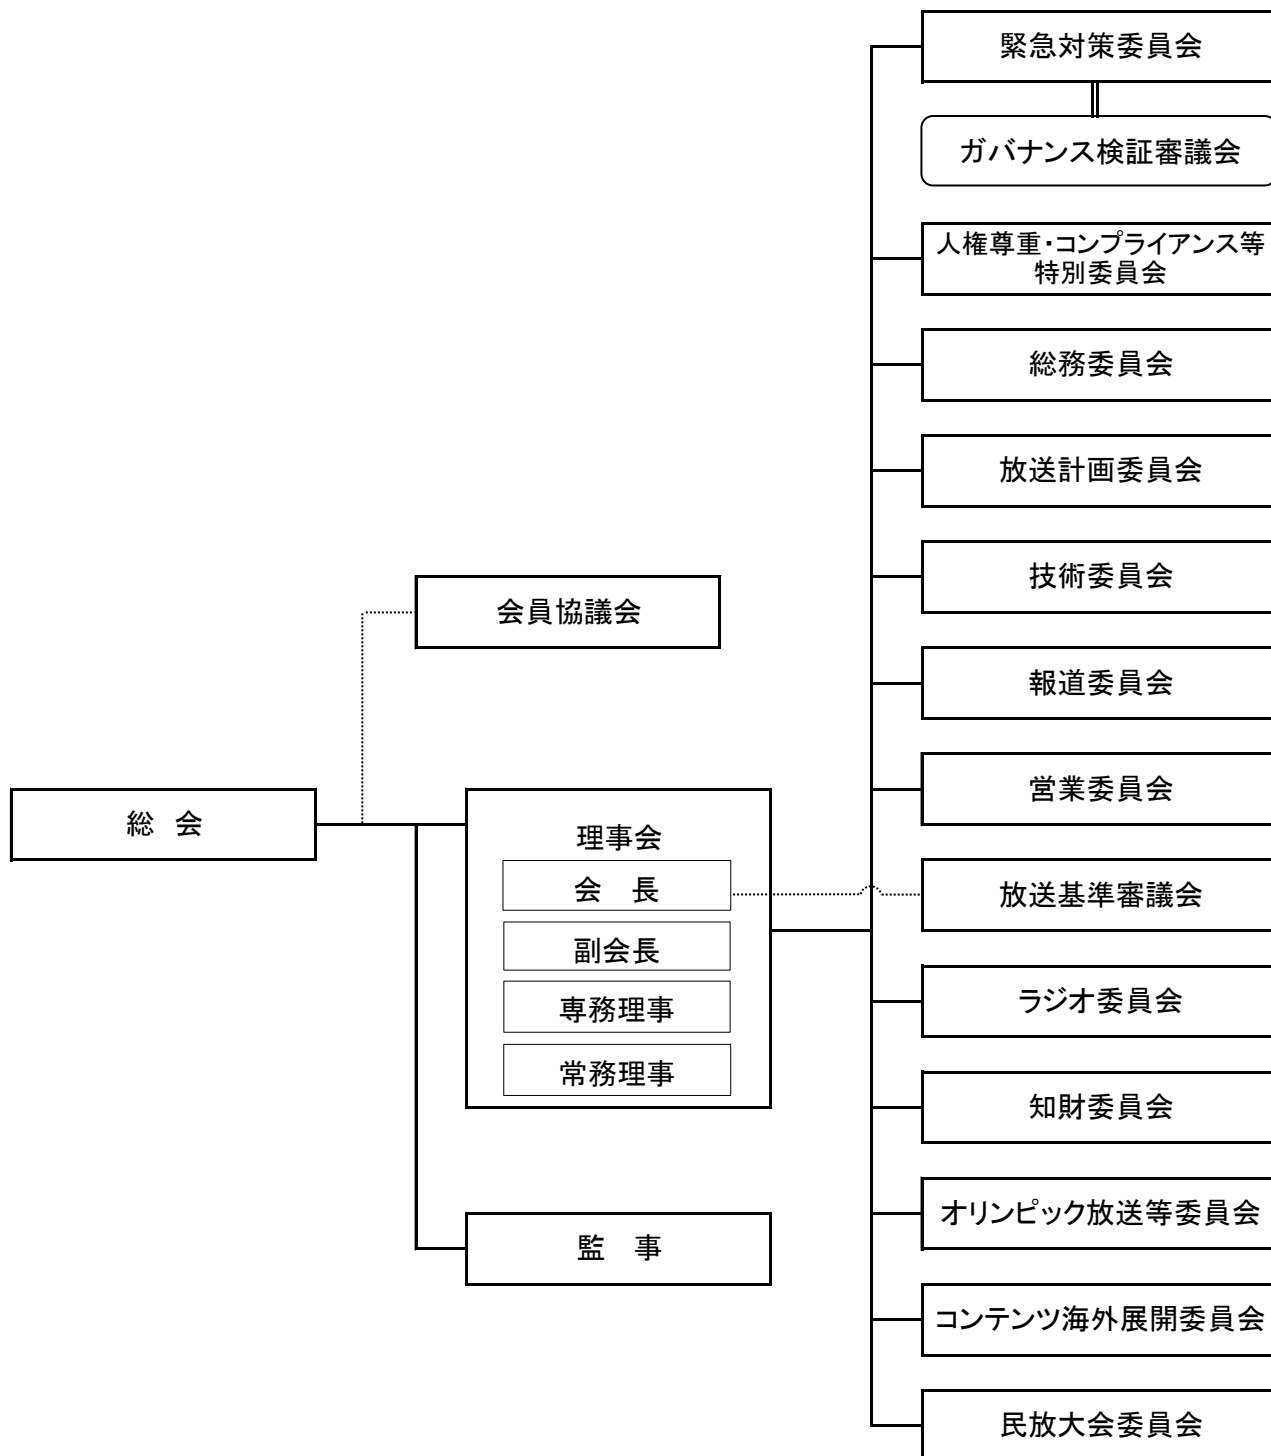 総　会
会員協議会
理事会
会　長
副会長
専務理事
常務理事
監　事
緊急対策委員会
ガバナンス検証審議会
人権尊重・コンプライアンス等
特別委員会
総務委員会
放送計画委員会
技術委員会
報道委員会
営業委員会
放送基準審議会
ラジオ委員会
知財委員会
オリンピック放送等委員会
コンテンツ海外展開委員会
民放大会委員会